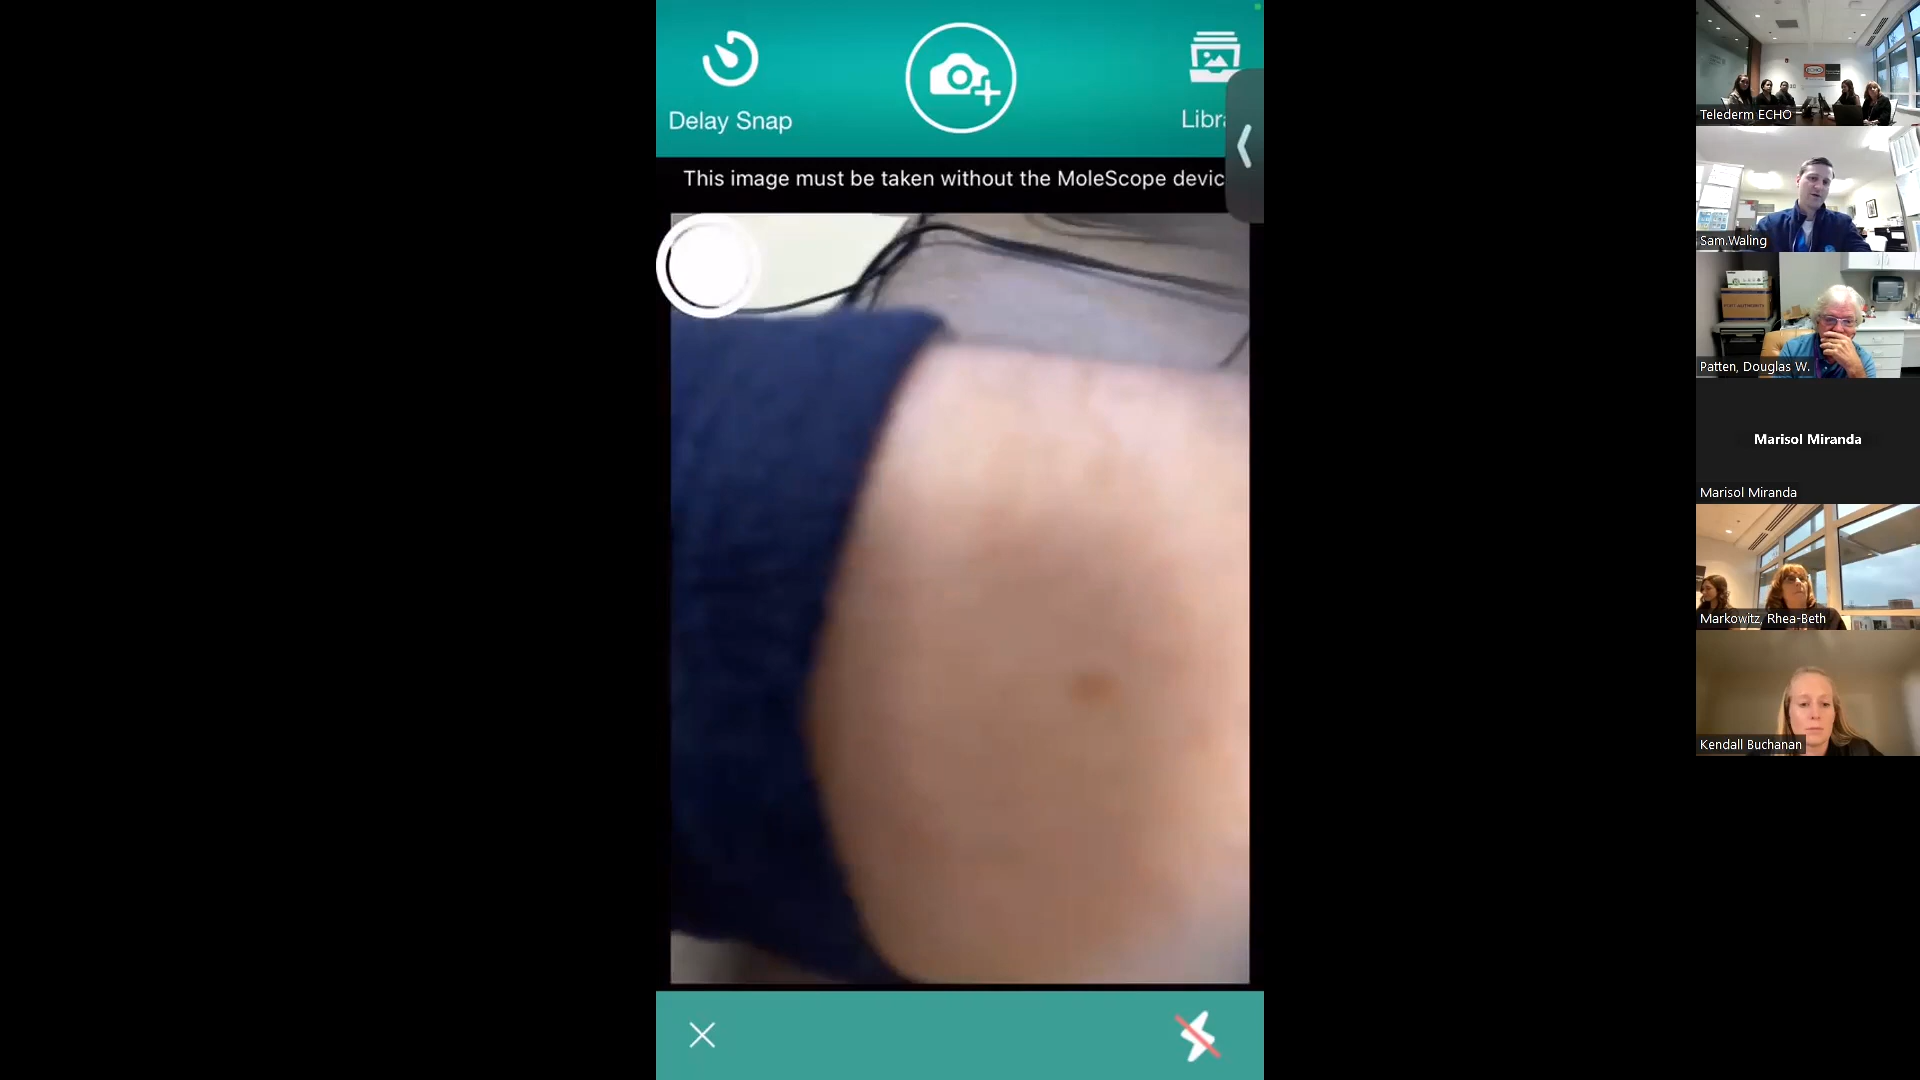 Delay Snap
Libr
This image must be taken without the MoleScope devic
Telederm ECHO
Sam.Waling
Patten, Douglas W.
Marisol Miranda
Marisol Miranda
Markowitz, Rhea-Beth
Kendall Buchanan